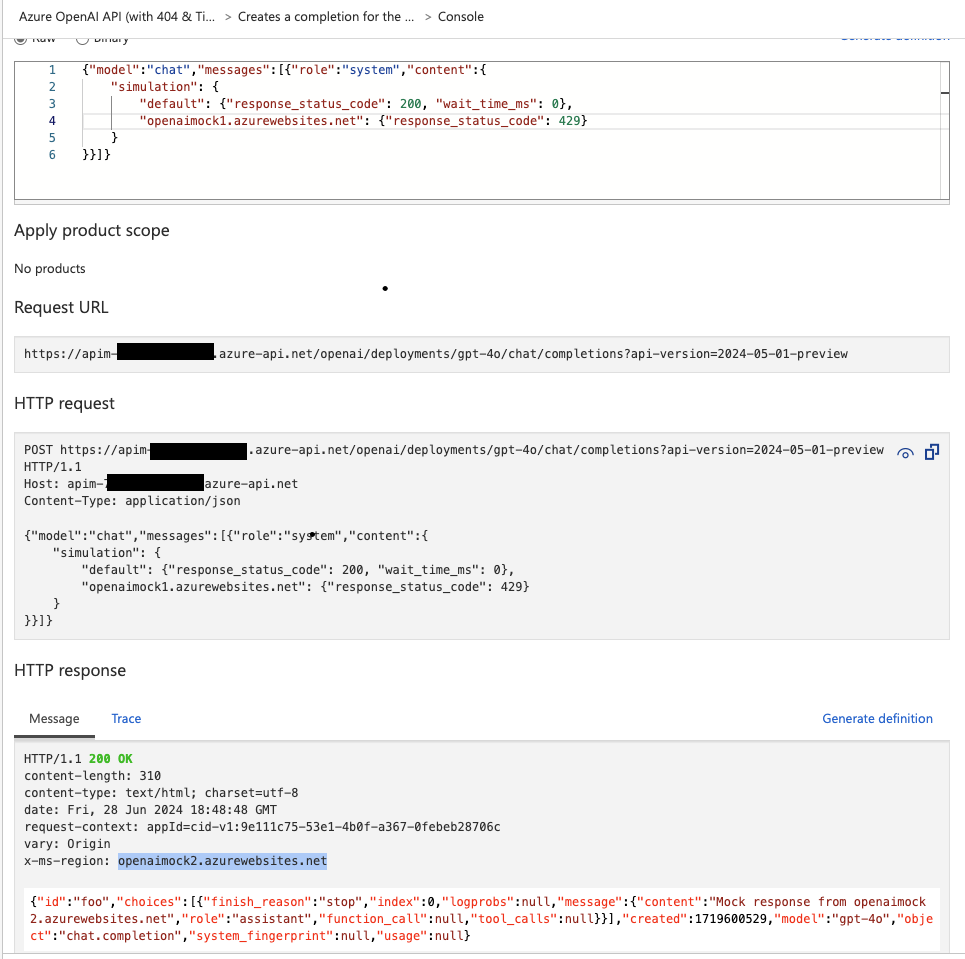 Azure OpenAI API (with 404 & Ti... > Creates a completion for the ... > Console
Raw Binary
Generate definition
1 {"model":"chat","messages":[{"role":"system","content":{
2 "simulation": {
3 "default": {"response_status_code": 200, "wait_time_ms": 0},
4 "openaimock1.azurewebsites.net": {"response_status_code": 429}
5 }
6 }}]}
Apply product scope
No products
Request URL
https://apim- .azure-api.net/openai/deployments/gpt-4o/chat/completions?api-version=2024-05-01-preview
HTTP request
POST https://apim- .azure-api.net/openai/deployments/gpt-4o/chat/completions?api-version=2024-05-01-preview
HTTP/1.1
Host: apim-7 azure-api.net
Content-Type: application/json
{"model":"chat","messages":[{"role":"system","content":{
"simulation": {
"default": {"response_status_code": 200, "wait_time_ms": 0},
"openaimock1.azurewebsites.net": {"response_status_code": 429}
}
}}]}
HTTP response
Message Trace Generate definition
HTTP/1.1 200 OK
content-length: 310
content-type: text/html; charset=utf-8
date: Fri, 28 Jun 2024 18:48:48 GMT
request-context: appId=cid-v1:9e111c75-53e1-4b0f-a367-0febeb28706c
vary: Origin
x-ms-region: openaimock2.azurewebsites.net
{"id":"foo","choices":[{"finish_reason":"stop","index":0,"logprobs":null,"message":{"content":"Mock response from openaimock
2.azurewebsites.net","role":"assistant","function_call":null,"tool_calls":null}}],"created":1719600529,"model":"gpt-4o","obje
ct":"chat.completion","system_fingerprint":null,"usage":null}